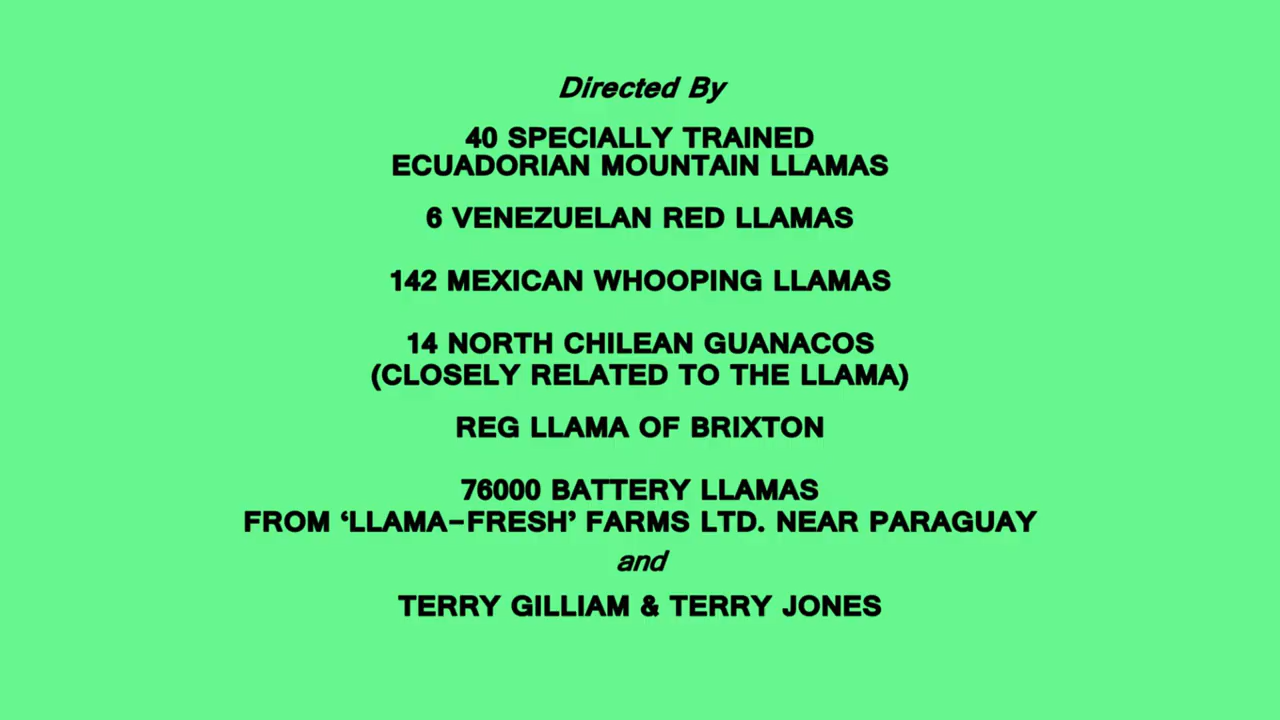 Directed By
40 SPECIALLY TRAINED
ECUADORIAN MOUNTAIN LLAMAS
6 VENEZUELAN RED LLAMAS
142 MEXICAN WHOOPING LLAMAS
14 NORTH CHILEAN GUANACOS
(CLOSELY RELATED TO THE LLAMA)
REG LLAMA OF BRIXTON
76000 BATTERY LLAMAS
FROM ‘LLAMA-FRESH’ FARMS LTD. NEAR PARAGUAY
and
TERRY GILLIAM & TERRY JONES